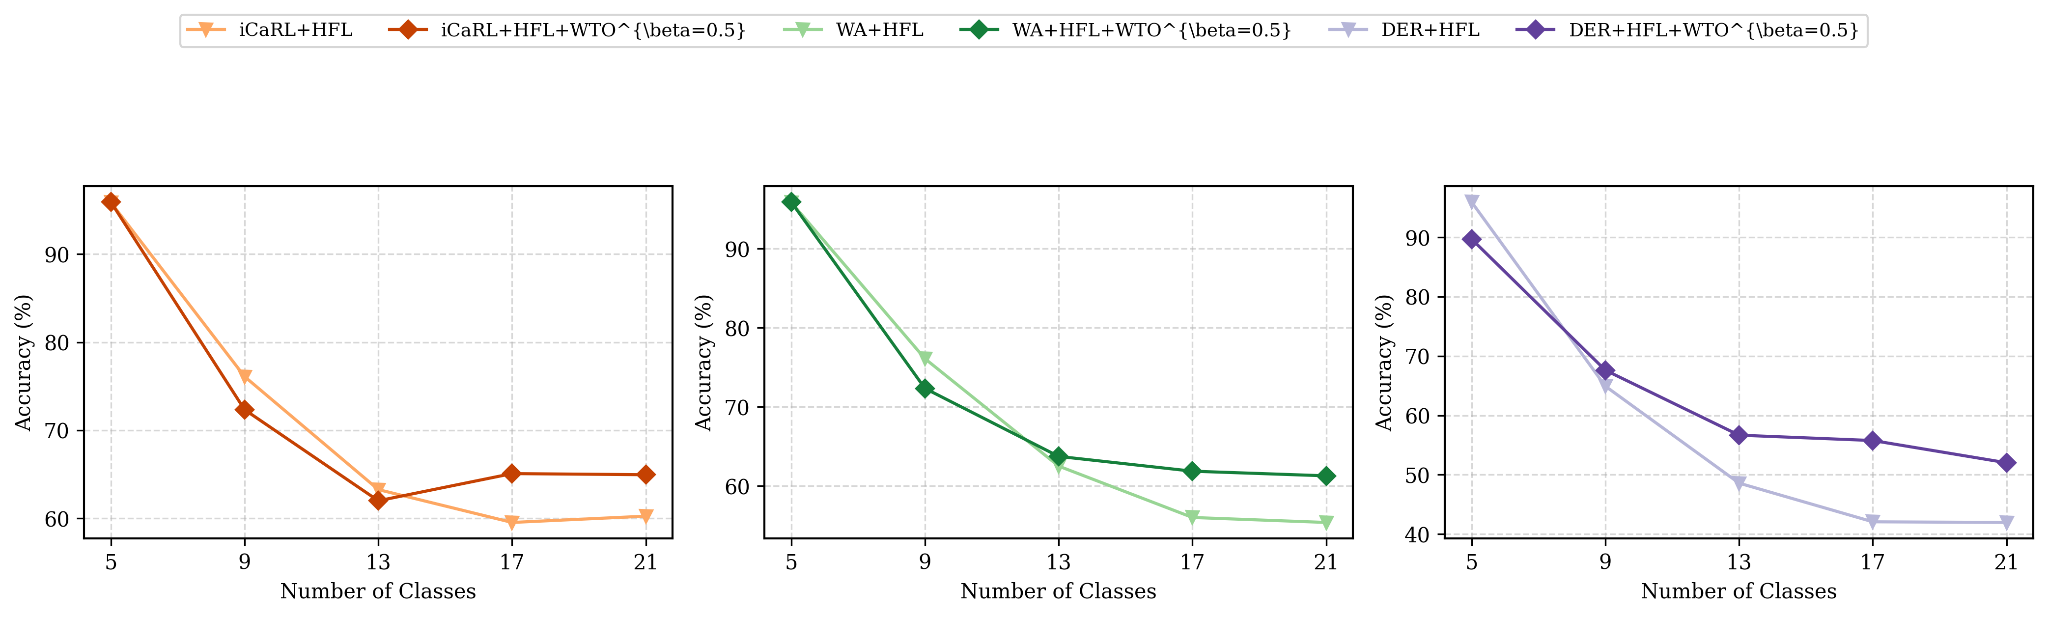 iCaRL+HFL iCaRL+HFL+WTO^{\beta=0.5} WA+HFL WA+HFL+WTO^{\beta=0.5} DER+HFL DER+HFL+WTO^{\beta=0.5}
Accuracy (%)
90
80
70
60
5 9 13 17 21
Number of Classes
Accuracy (%)
90
80
70
60
5 9 13 17 21
Number of Classes
Accuracy (%)
90
80
70
60
50
40
5 9 13 17 21
Number of Classes